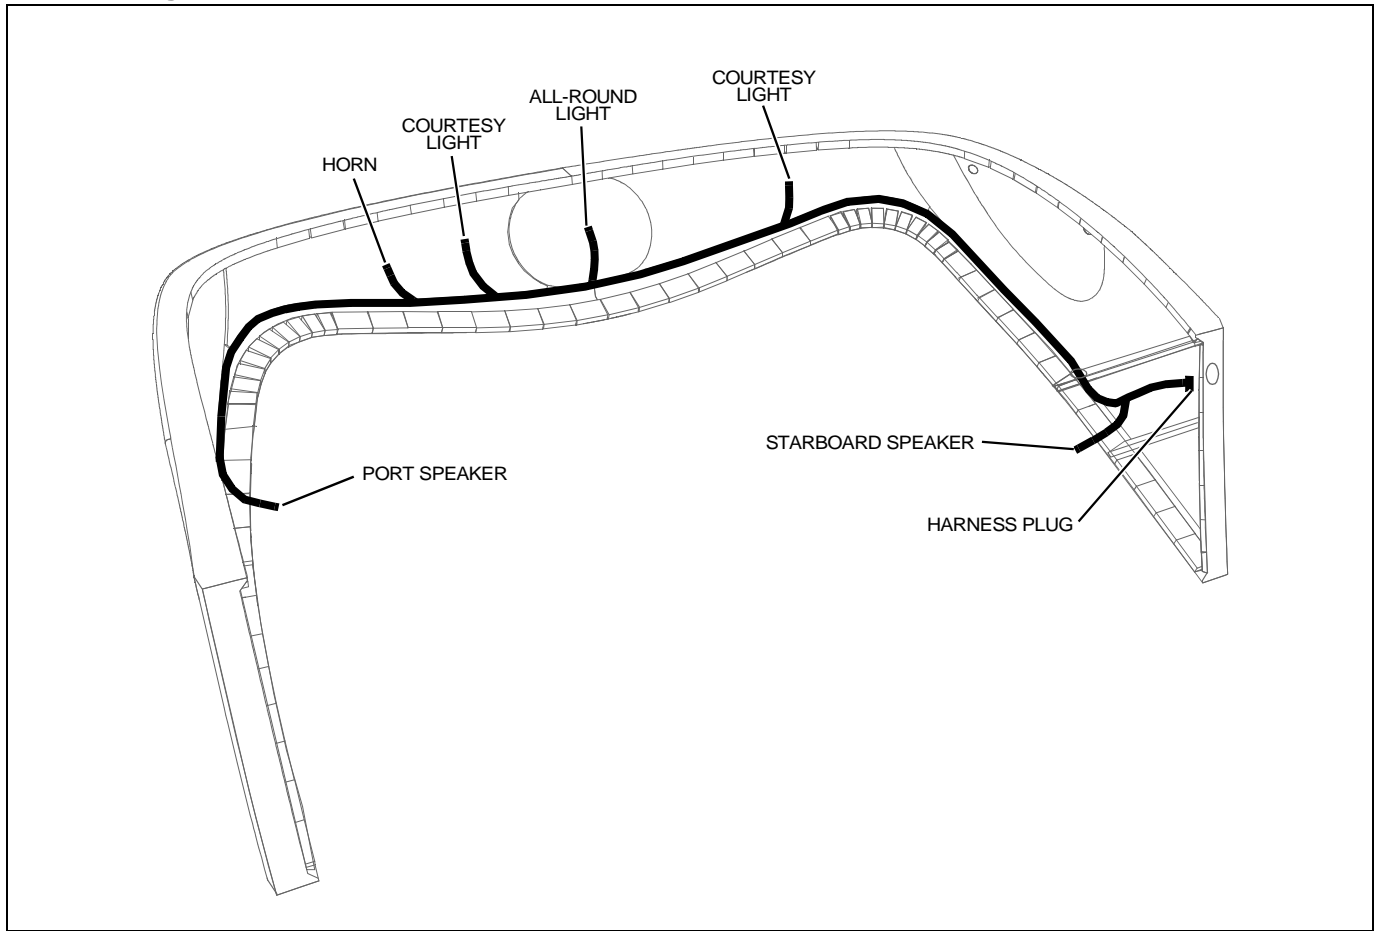 COURTESY
LIGHT
ALL-ROUND
LIGHT
COURTESY
LIGHT
HORN
STARBOARD SPEAKER
PORT SPEAKER
HARNESS PLUG